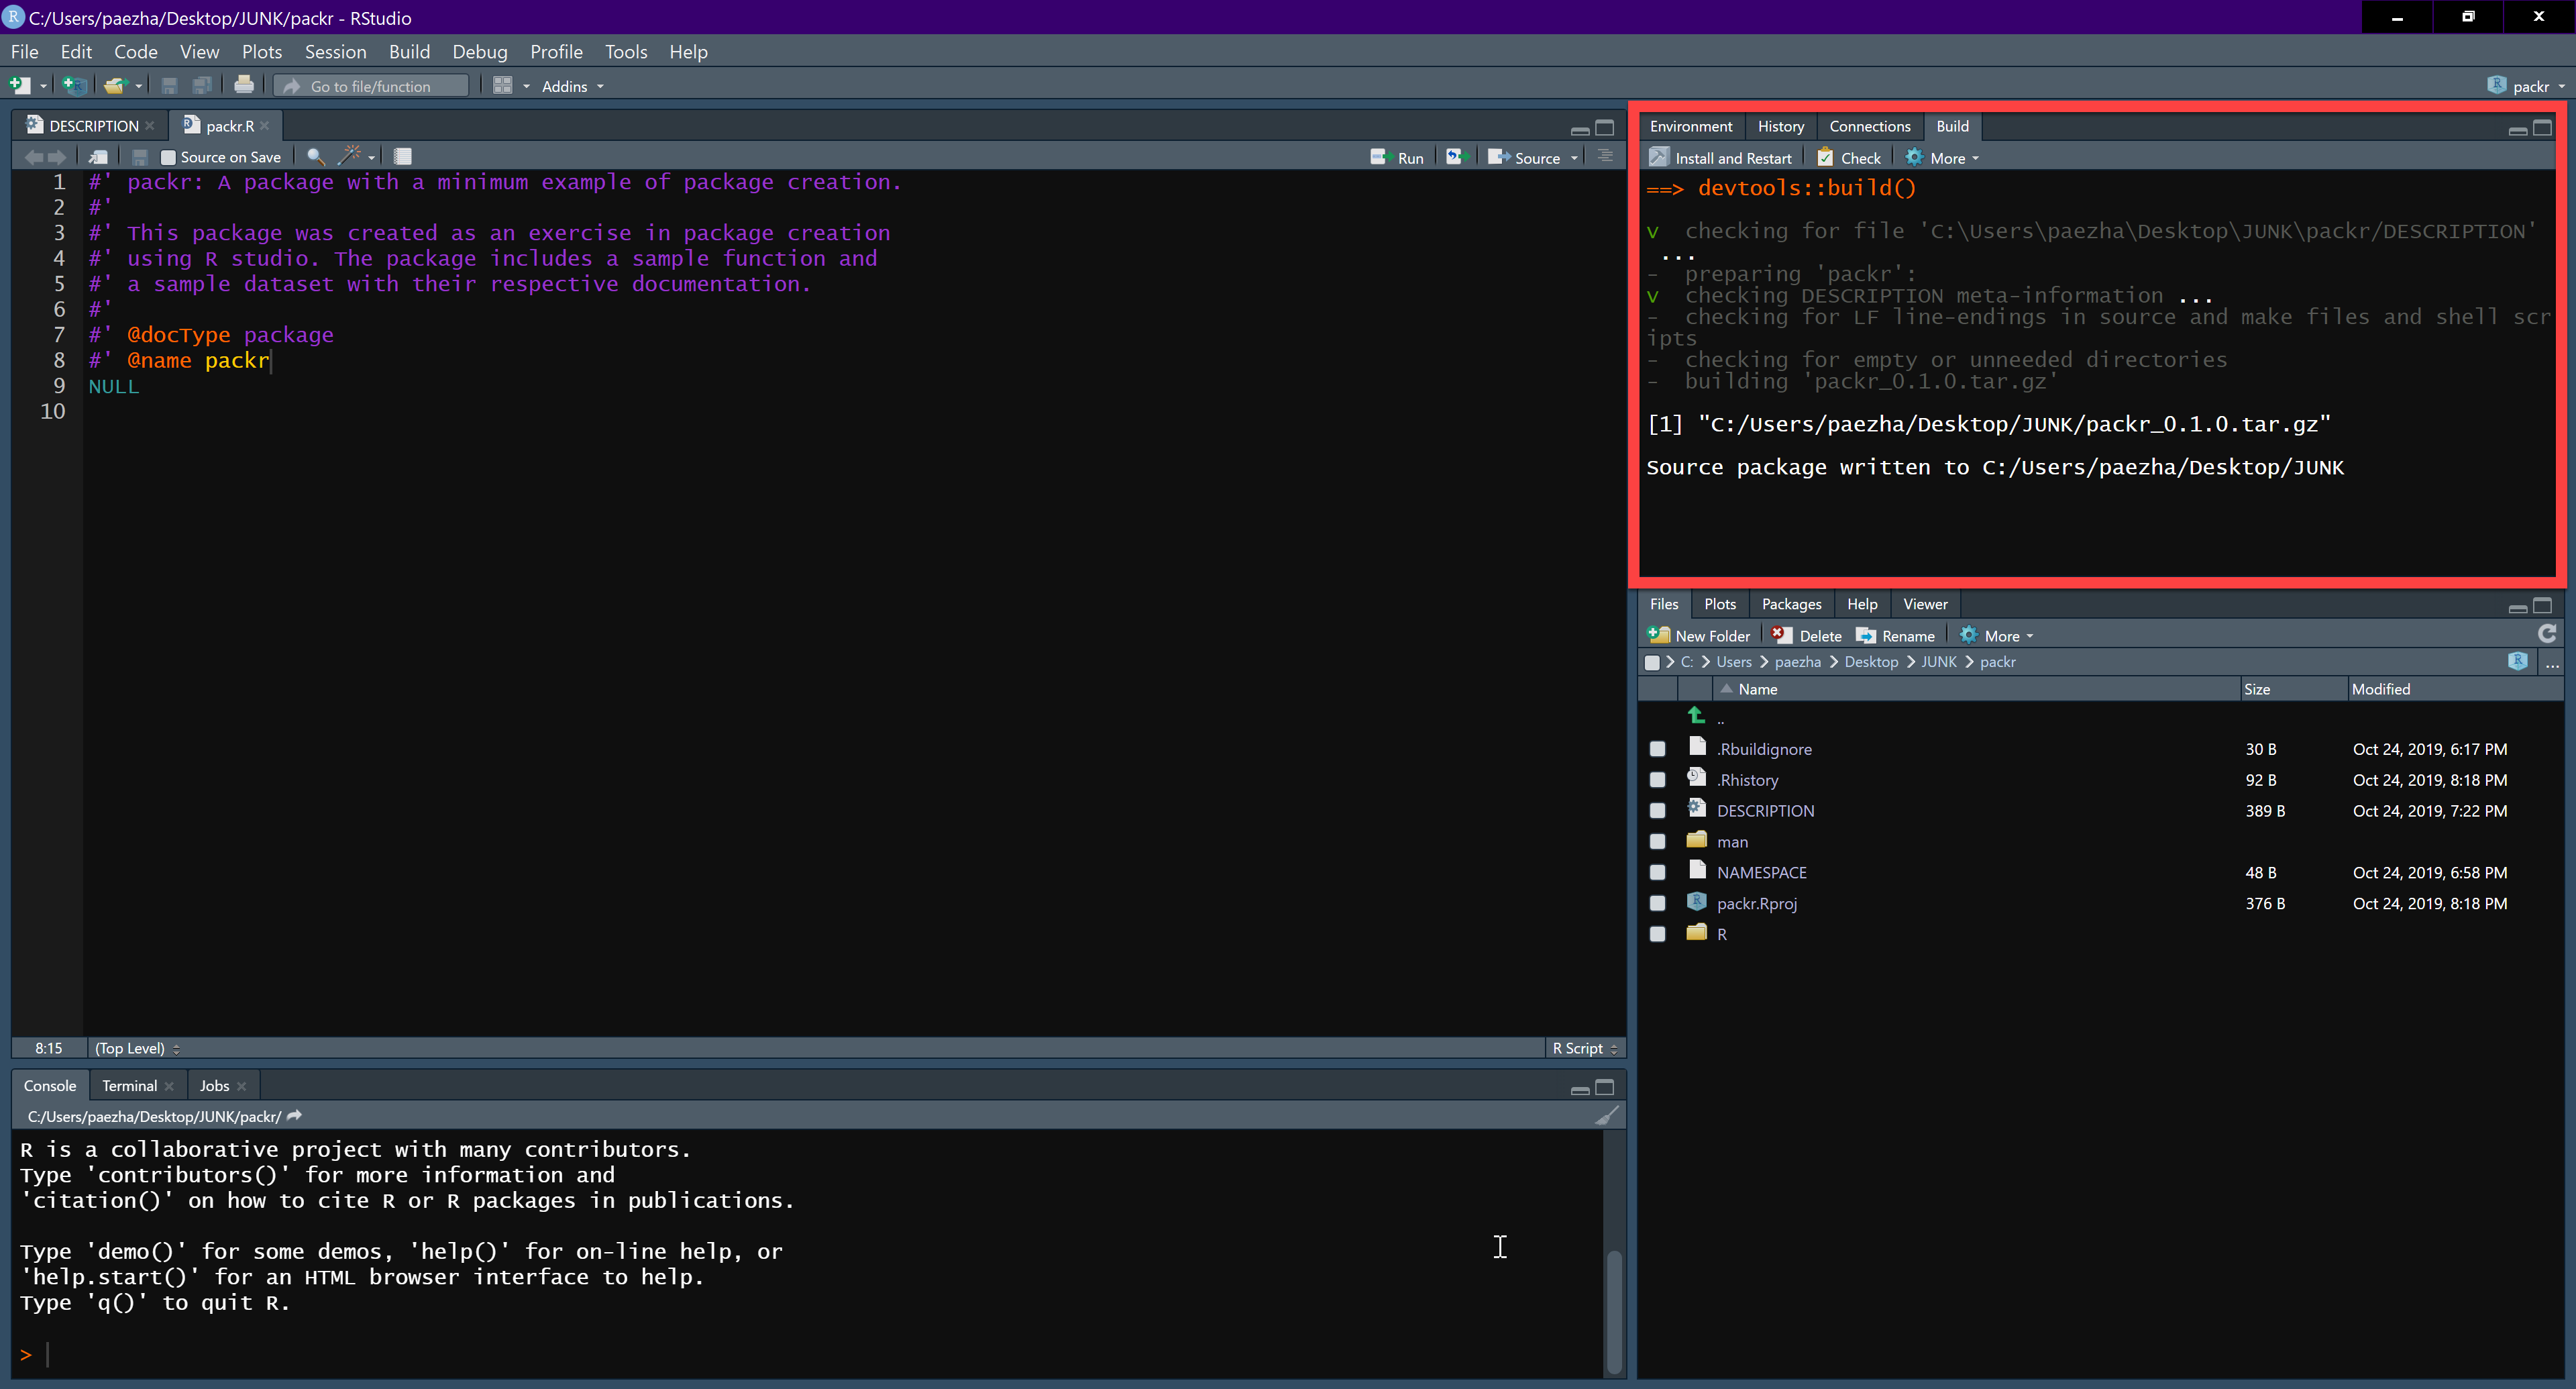 C:/Users/paezha/Desktop/JUNK/packr - RStudio
File Edit Code View Plots Session Build Debug Profile Tools Help
Go to file/function Addins packr
DESCRIPTION packr.R
Source on Save Run Source
1 #' packr: A package with a minimum example of package creation.
2 #'
3 #' This package was created as an exercise in package creation
4 #' using R studio. The package includes a sample function and
5 #' a sample dataset with their respective documentation.
6 #'
7 #' @docType package
8 #' @name packr
9 NULL
10
8:15 (Top Level) R Script
Console Terminal Jobs
C:/Users/paezha/Desktop/JUNK/packr/
R is a collaborative project with many contributors.
Type 'contributors()' for more information and
'citation()' on how to cite R or R packages in publications.
Type 'demo()' for some demos, 'help()' for on-line help, or
'help.start()' for an HTML browser interface to help.
Type 'q()' to quit R.
>
Environment History Connections Build
Install and Restart Check More
==> devtools::build()
v checking for file 'C:\Users\paezha\Desktop\JUNK\packr/DESCRIPTION'
...
- preparing 'packr':
v checking DESCRIPTION meta-information ...
- checking for LF line-endings in source and make files and shell scr
ipts
- checking for empty or unneeded directories
- building 'packr_0.1.0.tar.gz'
[1] "C:/Users/paezha/Desktop/JUNK/packr_0.1.0.tar.gz"
Source package written to C:/Users/paezha/Desktop/JUNK
Files Plots Packages Help Viewer
New Folder Delete Rename More
C: Users paezha Desktop JUNK packr ...
Name Size Modified
..
.Rbuildignore 30 B Oct 24, 2019, 6:17 PM
.Rhistory 92 B Oct 24, 2019, 8:18 PM
DESCRIPTION 389 B Oct 24, 2019, 7:22 PM
man
NAMESPACE 48 B Oct 24, 2019, 6:58 PM
packr.Rproj 376 B Oct 24, 2019, 8:18 PM
R